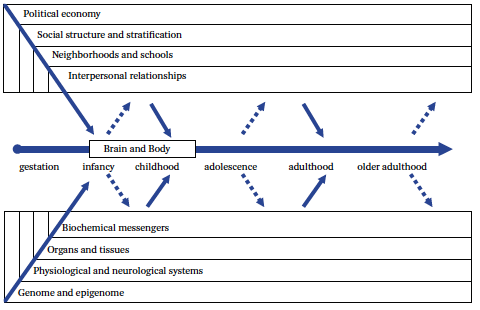 Political economy
Social structure and stratification
Neighborhoods and schools
Interpersonal relationships
Brain and Body
gestation infancy childhood adolescence adulthood older adulthood
Biochemical messengers
Organs and tissues
Physiological and neurological systems
Genome and epigenome